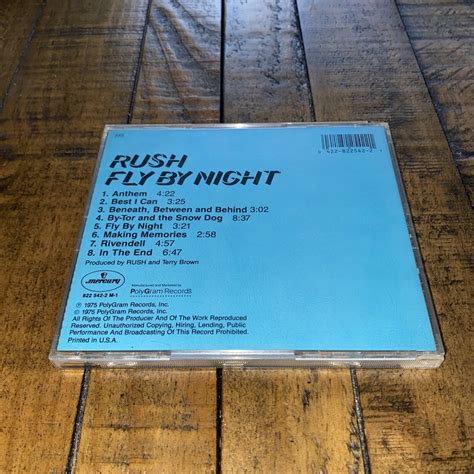 RUSH
FLY BY NIGHT
1. Anthem 4:22
2. Best I Can 3:25
3. Beneath, Between and Behind 3:02
4. By-Tor and the Snow Dog 8:37
5. Fly By Night 3:21
6. Making Memories 2:58
7. Rivendell 4:57
8. In The End 6:47
Produced by RUSH and Terry Brown
mercury
822 542-2 M-1
Manufactured and Marketed by
PolyGram Records
℗ 1975 PolyGram Records, Inc.
© 1975 PolyGram Records, Inc.
All Rights Of The Producer And Of The Work Reproduced
Reserved. Unauthorized Copying, Hiring, Lending, Public
Performance And Broadcasting Of This Record Prohibited.
Printed in U.S.A.